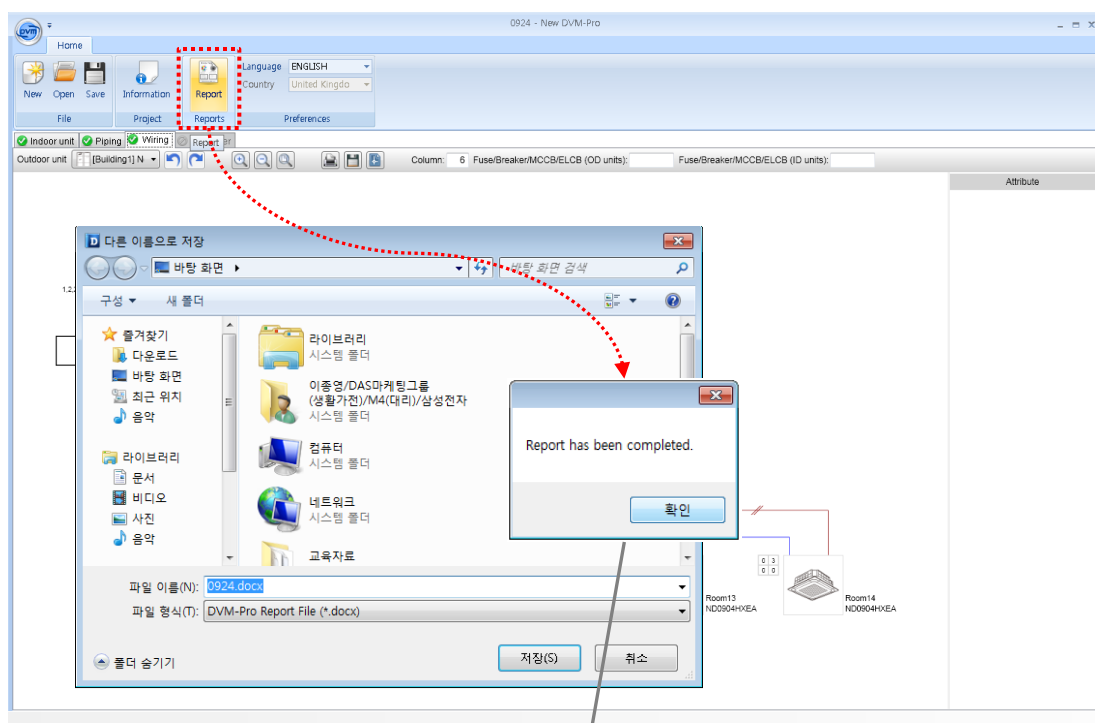 0924 - New DVM-Pro
DVM
Home
New Open Save
Information
Report
Language ENGLISH
Country United Kingdo
File Project Reports Preferences
Indoor unit Piping Wiring
Report
Outdoor unit [Building1] N Column: 6 Fuse/Breaker/MCCB/ELCB (OD units): Fuse/Breaker/MCCB/ELCB (ID units):
Attribute
다른 이름으로 저장
바탕 화면
바탕 화면 검색
구성 새 폴더
즐겨찾기
다운로드
바탕 화면
최근 위치
음악
라이브러리
문서
비디오
사진
음악
라이브러리
시스템 폴더
이종영/DAS마케팅그룹
(생활가전)/M4(대리)/삼성전자
시스템 폴더
컴퓨터
시스템 폴더
네트워크
시스템 폴더
교육자료
파일 이름(N): 0924.docx
파일 형식(T): DVM-Pro Report File (*.docx)
폴더 숨기기
저장(S) 취소
Report has been completed.
확인
0 3
0 0
Room13
ND0904HXEA
Room14
ND0904HXEA